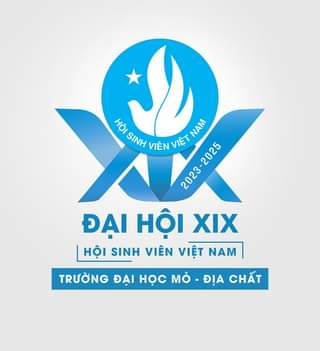 HỘI SINH VIÊN VIỆT NAM
XIX
2023-2025
ĐẠI HỘI XIX
HỘI SINH VIÊN VIỆT NAM
TRƯỜNG ĐẠI HỌC MỎ - ĐỊA CHẤT